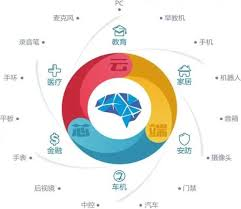 PC
麦克风
早教机
录音笔
教育
手机
手环
医疗
云
家居
机器人
平板
芯
端
音箱
手表
金融
安防
摄像头
后视镜
车机
门禁
中控
汽车